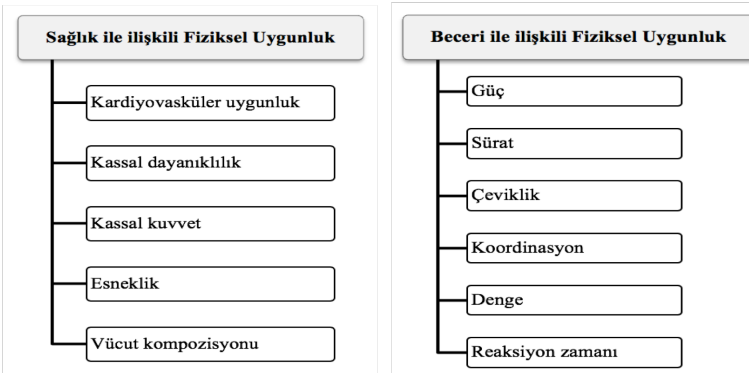 Sağlık ile ilişkili Fiziksel Uygunluk
Kardiyovasküler uygunluk
Kassal dayanıklılık
Kassal kuvvet
Esneklik
Vücut kompozisyonu
Beceri ile ilişkili Fiziksel Uygunluk
Güç
Sürat
Çeviklik
Koordinasyon
Denge
Reaksiyon zamanı